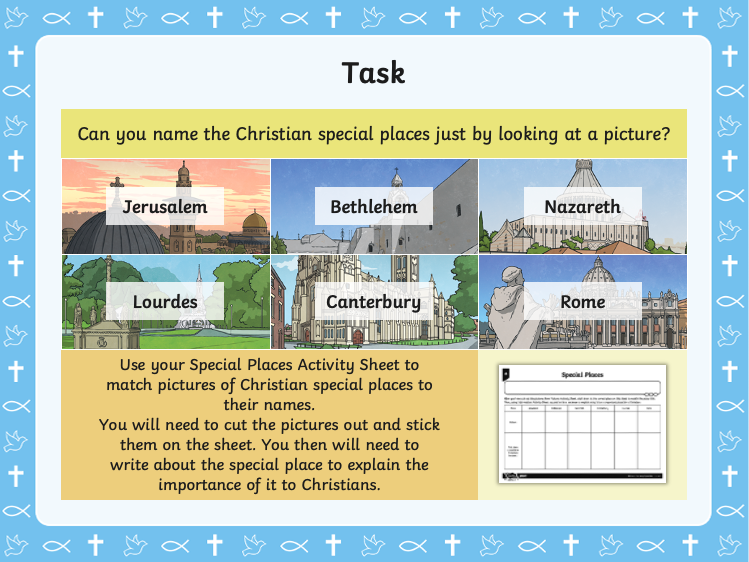 Task
Can you name the Christian special places just by looking at a picture?
Jerusalem
Bethlehem
Nazareth
Lourdes
Canterbury
Rome
Use your Special Places Activity Sheet to
match pictures of Christian special places to
their names.
You will need to cut the pictures out and stick
them on the sheet. You then will need to
write about the special place to explain the
importance of it to Christians.
Special Places